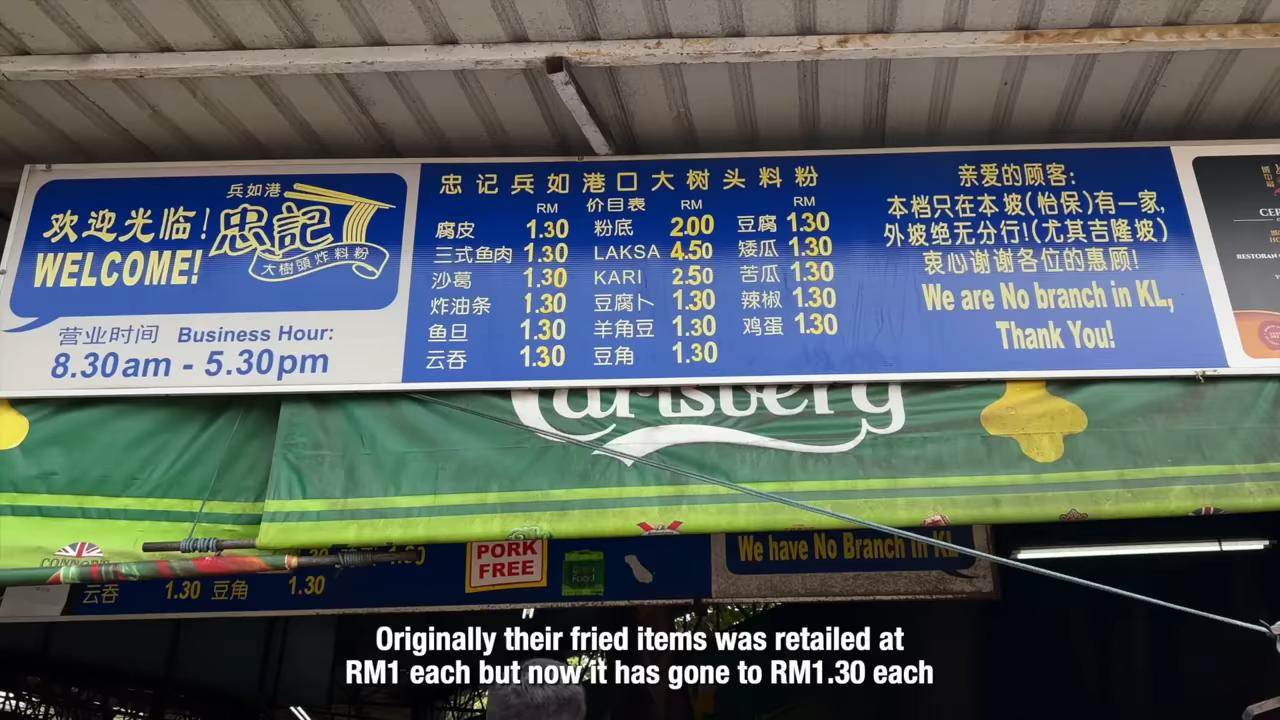 欢迎光临!
WELCOME!
兵如港
忠記
大樹頭炸料粉
营业时间 Business Hour:
8.30am - 5.30pm
忠记兵如港口大树头料粉
价目表
RM RM RM
腐皮 1.30 粉底 2.00 豆腐 1.30
三式鱼肉 1.30 LAKSA 4.50 矮瓜 1.30
沙葛 1.30 KARI 2.50 苦瓜 1.30
炸油条 1.30 豆腐卜 1.30 辣椒 1.30
鱼旦 1.30 羊角豆 1.30 鸡蛋 1.30
云吞 1.30 豆角 1.30
亲爱的顾客:
本档只在本坡(怡保)有一家,
外坡绝无分行!(尤其吉隆坡)
衷心谢谢各位的惠顾!
We are No branch in KL,
Thank You!
Carlsberg
PORK
FREE
We have No Branch in KL
云吞 1.30 豆角 1.30
Originally their fried items was retailed at
RM1 each but now it has gone to RM1.30 each